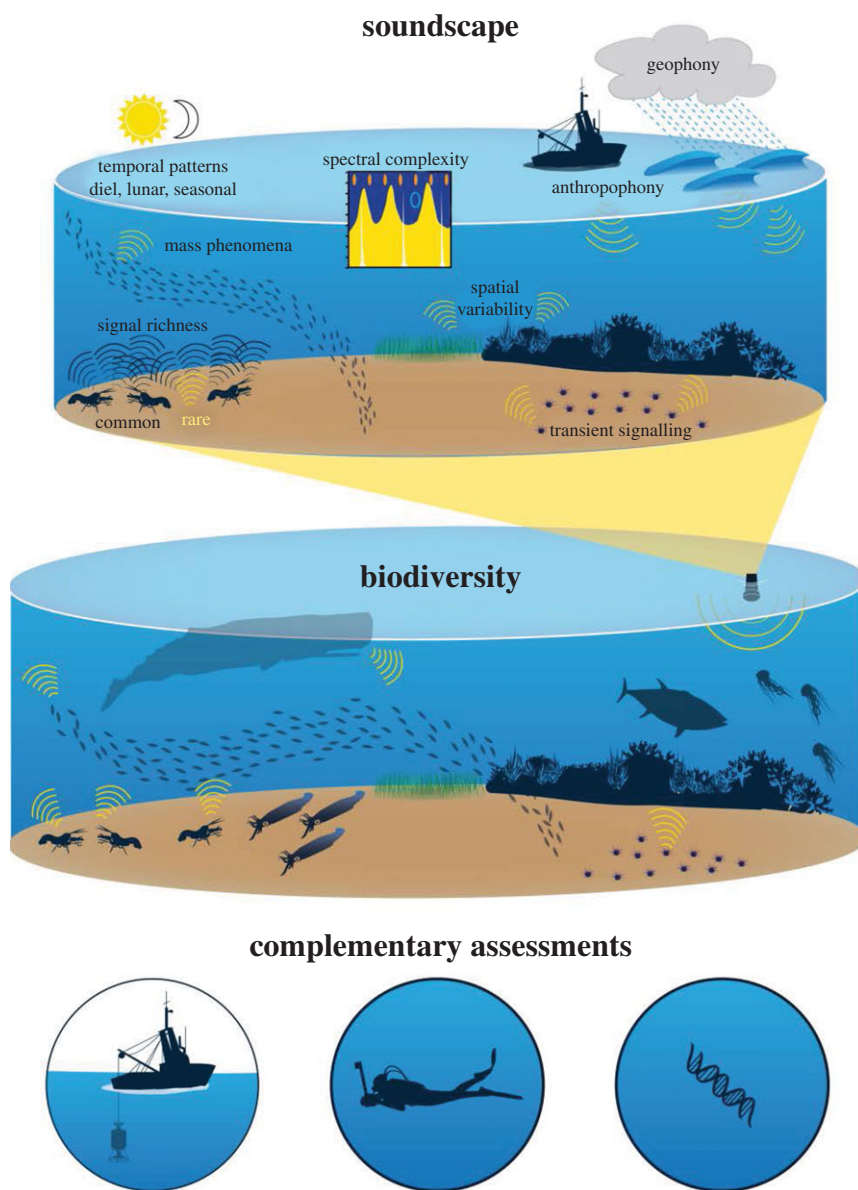 soundscape
geophony
temporal patterns
diel, lunar, seasonal
spectral complexity
anthropophony
mass phenomena
spatial
variability
signal richness
common
rare
transient signalling
biodiversity
complementary assessments